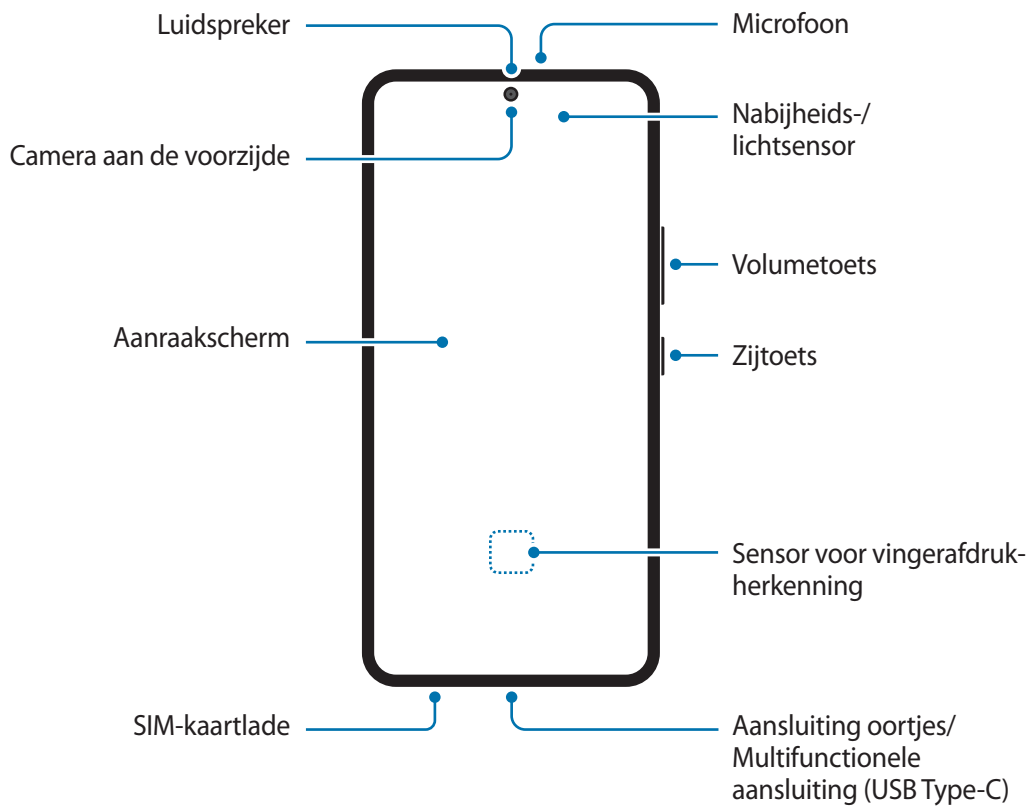 Luidspreker
Microfoon
Nabijheids-/
lichtsensor
Camera aan de voorzijde
Volumetoets
Aanraakscherm
Zijtoets
Sensor voor vingerafdruk-
herkenning
SIM-kaartlade
Aansluiting oortjes/
Multifunctionele
aansluiting (USB Type-C)